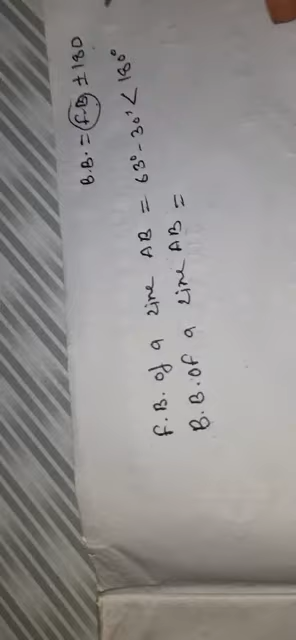 B.B. = F.B ± 180
F.B. of a line AB = 63° - 30' < 180°
B.B. of a line AB =